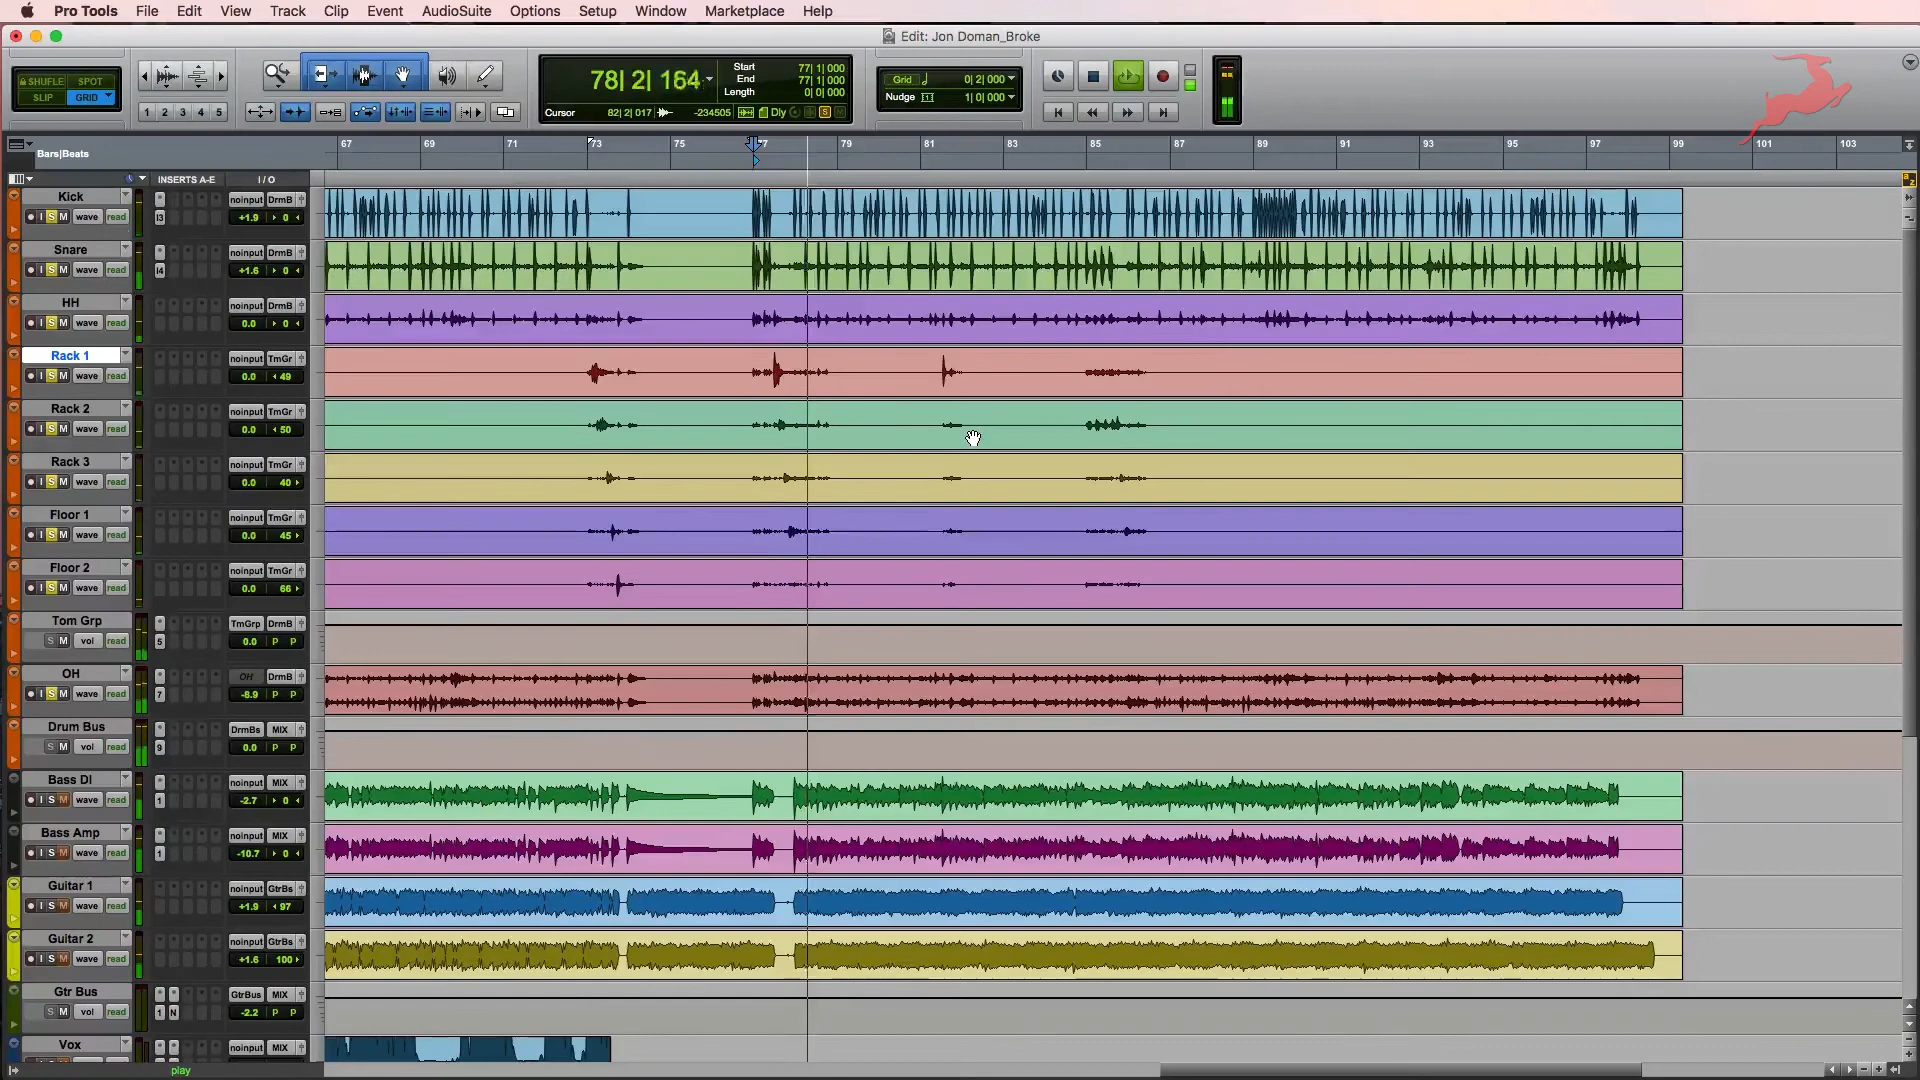 Pro Tools File Edit View Track Clip Event AudioSuite Options Setup Window Marketplace Help
Edit: Jon Doman_Broke
SHUFLE SPOT
SLIP GRID
1 2 3 4 5
78| 2| 164
Start 77| 1| 000
End 77| 1| 000
Length 0| 0| 000
Cursor 82| 2| 017 -234505 Dly S M
Grid 0| 2| 000
Nudge 1| 0| 000
Bars|Beats
67 69 71 73 75 77 79 81 83 85 87 89 91 93 95 97 99 101 103
INSERTS A-E I / O
a z
Kick noinput DrmB
I S M wave read I3 +1.9 0
Snare noinput DrmB
I S M wave read I4 +1.6 0
HH noinput DrmB
I S M wave read 0.0 0
Rack 1 noinput TmGr
I S M wave read 0.0 49
Rack 2 noinput TmGr
I S M wave read 0.0 50
Rack 3 noinput TmGr
I S M wave read 0.0 40
Floor 1 noinput TmGr
I S M wave read 0.0 45
Floor 2 noinput TmGr
I S M wave read 0.0 66
Tom Grp TmGrp DrmB
S M vol read 5 0.0 P P
OH OH DrmB
I S M wave read 7 -8.9 P P
Drum Bus DrmBs MIX
S M vol read 9 0.0 P P
Bass DI noinput MIX
I S M wave read 1 -2.7 0
Bass Amp noinput MIX
I S M wave read 1 -10.7 0
Guitar 1 noinput GtrBs
I S M wave read +1.9 97
Guitar 2 noinput GtrBs
I S M wave read +1.6 100
Gtr Bus GtrBus MIX
S M vol read 1 N -2.2 P P
Vox noinput MIX
play